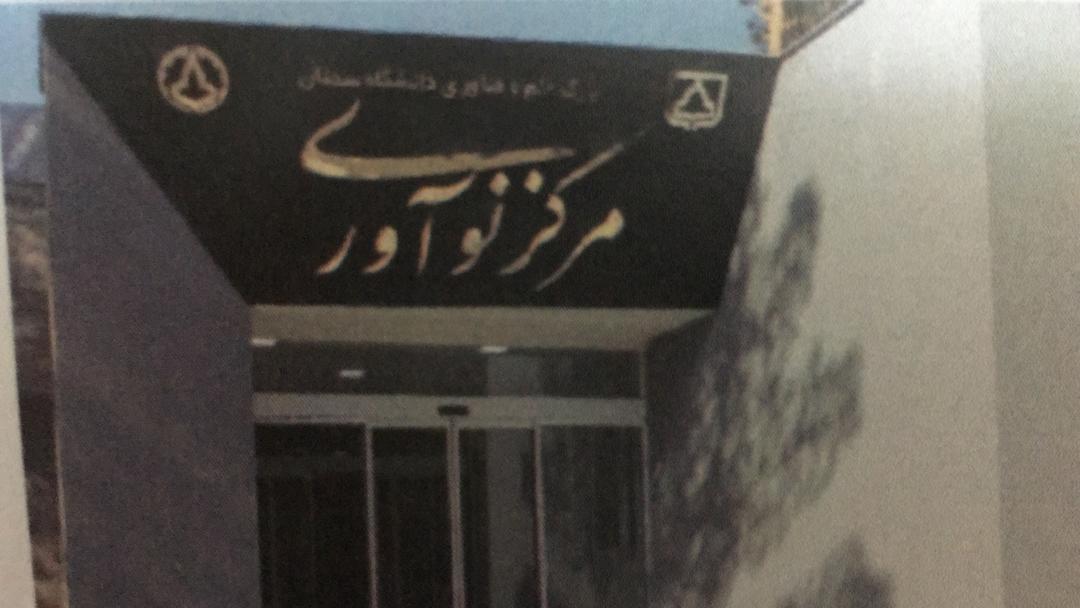 پارک علم و فناوری دانشگاه سمنان
مرکز نوآوری